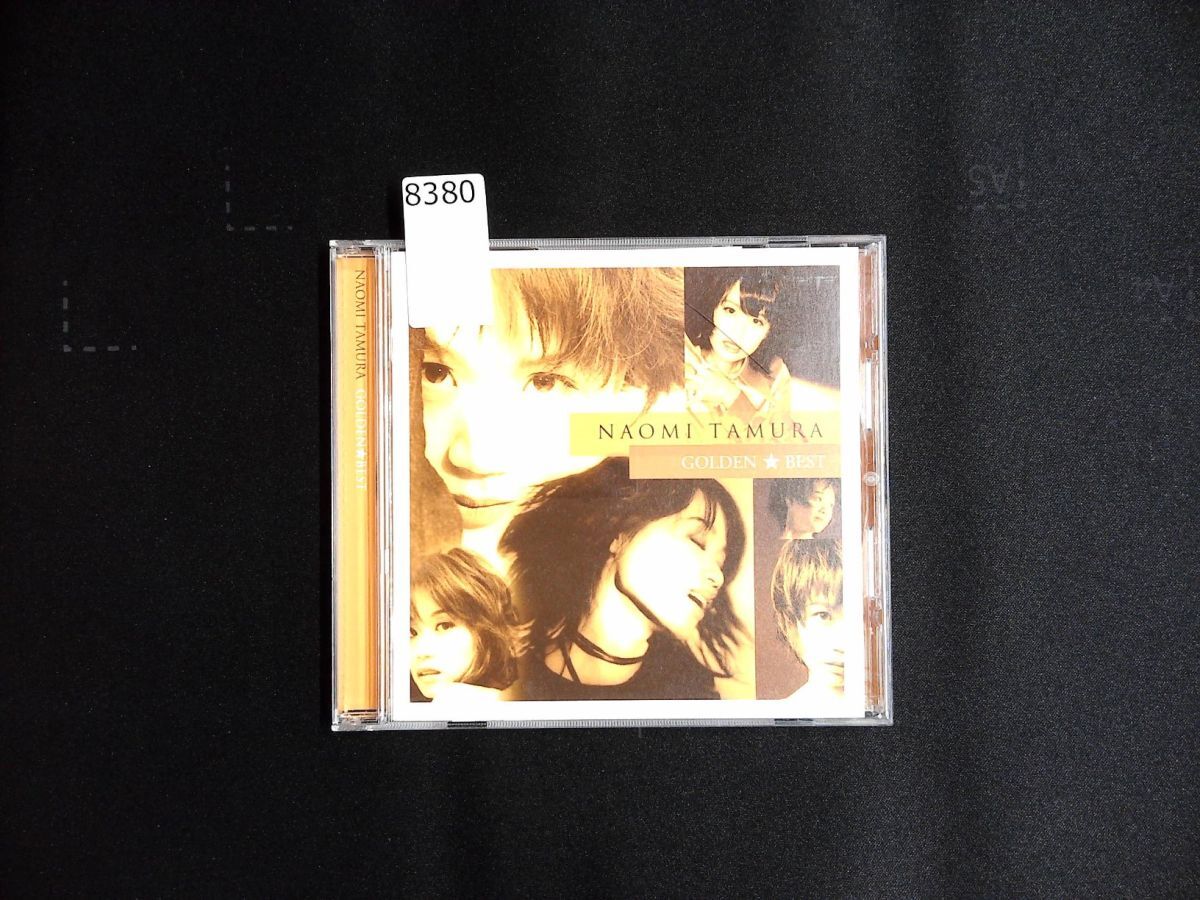 8380
NAOMI TAMURA GOLDEN★BEST
NAOMI TAMURA
GOLDEN ★ BEST